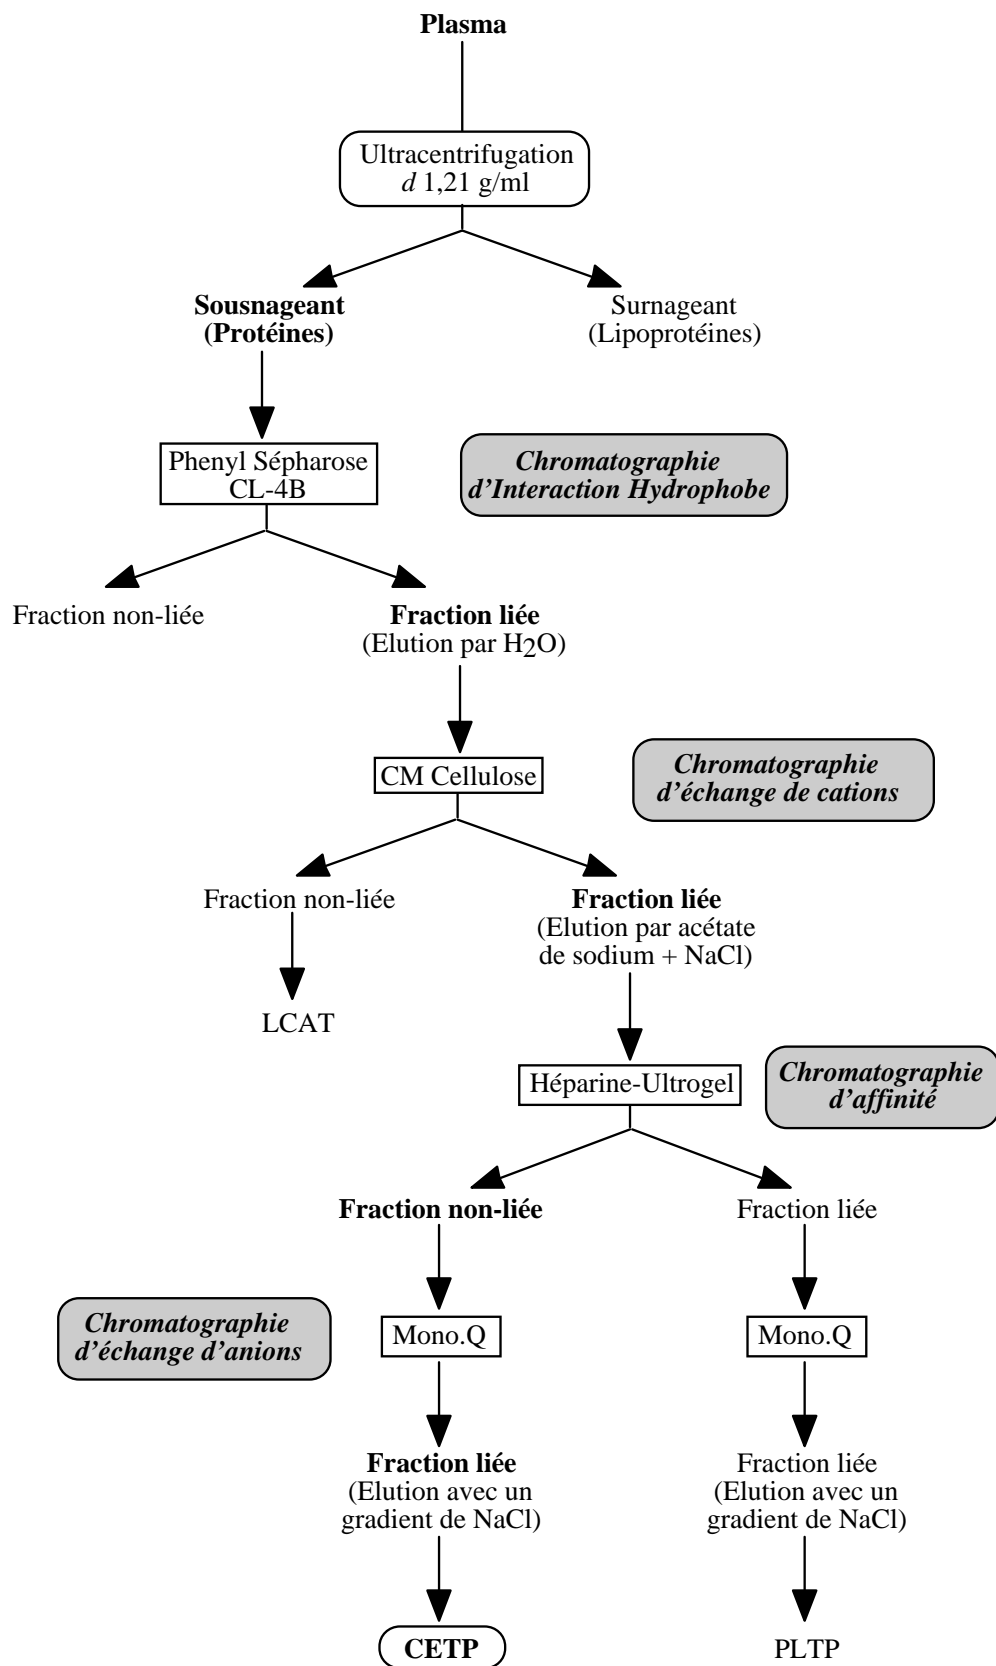 Plasma
Ultracentrifugation
d 1,21 g/ml
Sousnageant
(Protéines)
Surnageant
(Lipoprotéines)
Phenyl Sépharose
CL-4B
Chromatographie
d'Interaction Hydrophobe
Fraction non-liée
Fraction liée
(Elution par H2O)
CM Cellulose
Chromatographie
d'échange de cations
Fraction non-liée
Fraction liée
(Elution par acétate
de sodium + NaCl)
LCAT
Héparine-Ultrogel
Chromatographie
d'affinité
Fraction non-liée
Fraction liée
Chromatographie
d'échange d'anions
Mono.Q
Mono.Q
Fraction liée
(Elution avec un
gradient de NaCl)
Fraction liée
(Elution avec un
gradient de NaCl)
CETP
PLTP